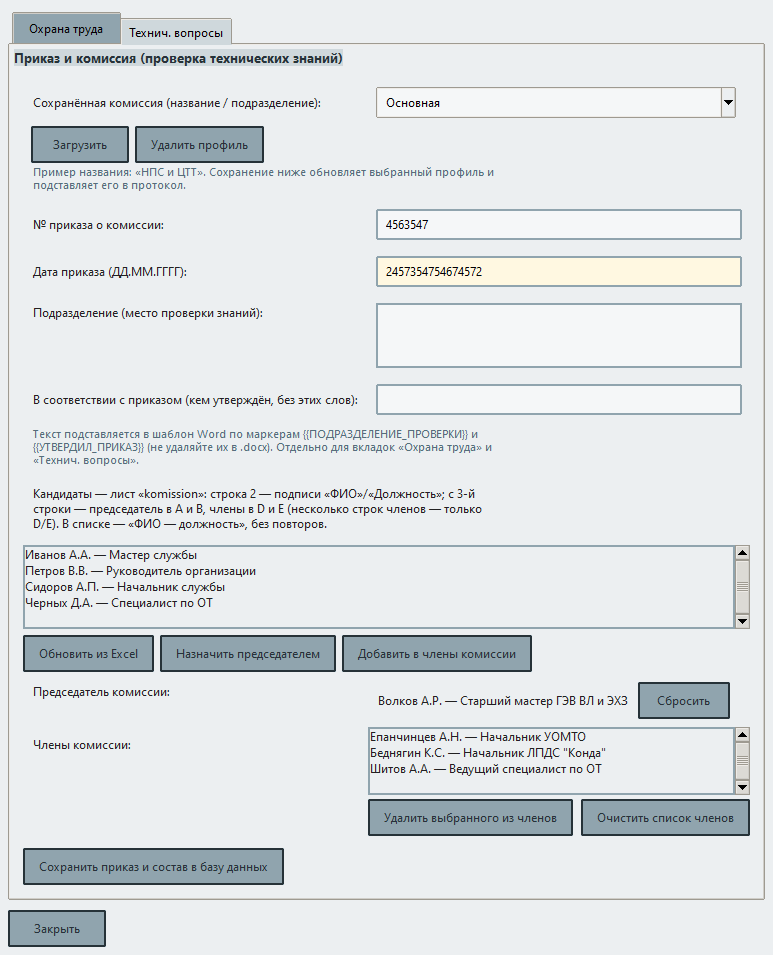 Охрана труда
Технич. вопросы
Приказ и комиссия (проверка технических знаний)
Сохранённая комиссия (название / подразделение):
Основная
Загрузить
Удалить профиль
Пример названия: «НПС и ЦТТ». Сохранение ниже обновляет выбранный профиль и
подставляет его в протокол.
№ приказа о комиссии:
4563547
Дата приказа (ДД.ММ.ГГГГ):
2457354754674572
Подразделение (место проверки знаний):
В соответствии с приказом (кем утверждён, без этих слов):
Текст подставляется в шаблон Word по маркерам {{ПОДРАЗДЕЛЕНИЕ_ПРОВЕРКИ}} и
{{УТВЕРДИЛ_ПРИКАЗ}} (не удаляйте их в .docx). Отдельно для вкладок «Охрана труда» и
«Технич. вопросы».
Кандидаты — лист «komission»: строка 2 — подписи «ФИО»/«Должность»; с 3-й
строки — председатель в A и B, члены в D и E (несколько строк членов — только
D/E). В списке — «ФИО — должность», без повторов.
Иванов А.А. — Мастер службы
Петров В.В. — Руководитель организации
Сидоров А.П. — Начальник службы
Черных Д.А. — Специалист по ОТ
Обновить из Excel
Назначить председателем
Добавить в члены комиссии
Председатель комиссии:
Волков А.Р. — Старший мастер ГЭВ ВЛ и ЭХЗ
Сбросить
Члены комиссии:
Епанчинцев А.Н. — Начальник УОМТО
Беднягин К.С. — Начальник ЛПДС "Конда"
Шитов А.А. — Ведущий специалист по ОТ
Удалить выбранного из членов
Очистить список членов
Сохранить приказ и состав в базу данных
Закрыть